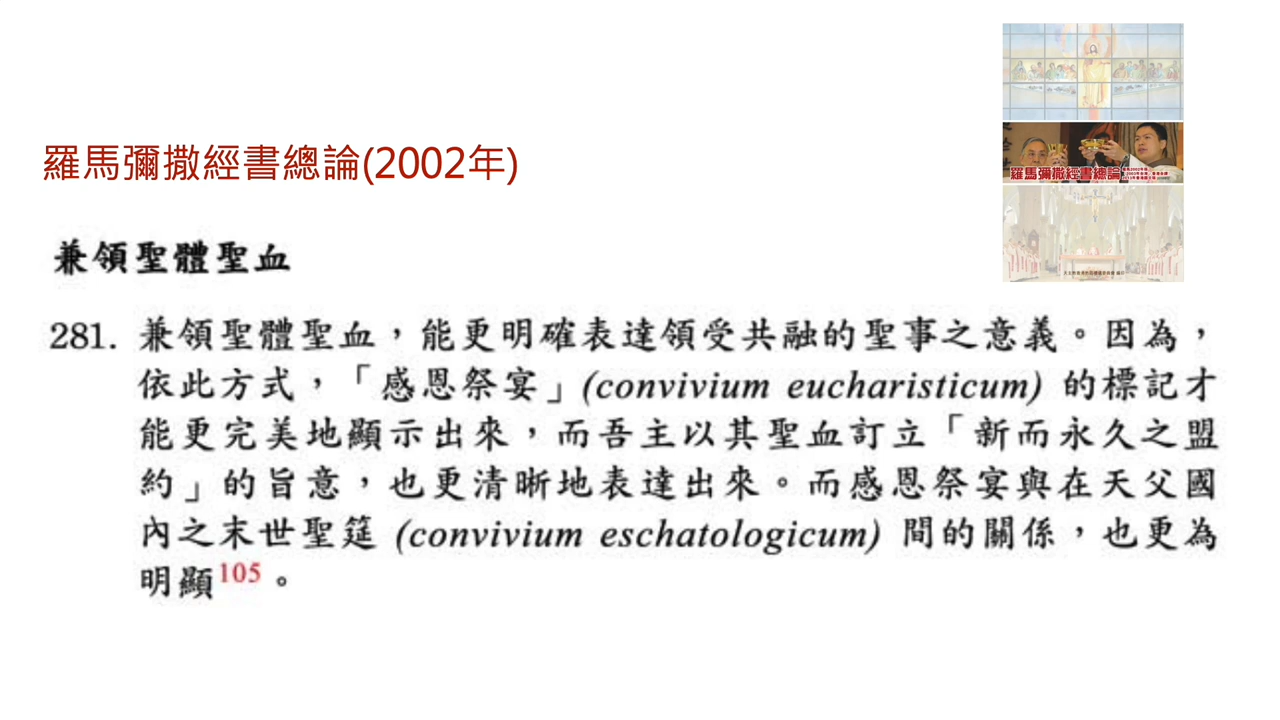 羅馬彌撒經書總論(2002年)
羅馬彌撒經書總論
兼領聖體聖血
281. 兼領聖體聖血，能更明確表達領受共融的聖事之意義。因為，
依此方式，「感恩祭宴」(convivium eucharisticum) 的標記才
能更完美地顯示出來，而吾主以其聖血訂立「新而永久之盟
約」的旨意，也更清晰地表達出來。而感恩祭宴與在天父國
內之末世聖筵 (convivium eschatologicum) 間的關係，也更為
明顯105。